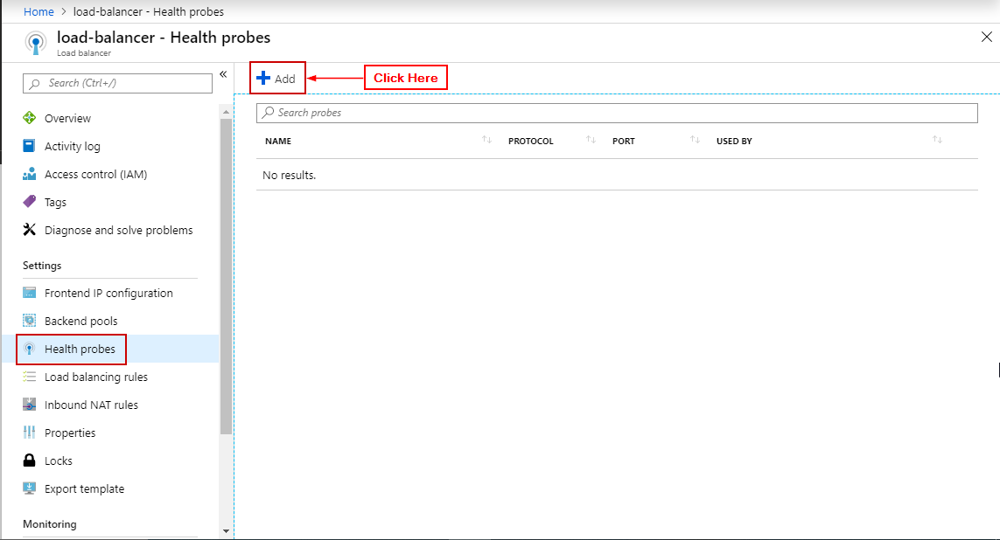 Home > load-balancer - Health probes
load-balancer - Health probes
Load balancer
Search (Ctrl+/)
«
Overview
Activity log
Access control (IAM)
Tags
Diagnose and solve problems
Settings
Frontend IP configuration
Backend pools
Health probes
Load balancing rules
Inbound NAT rules
Properties
Locks
Export template
Monitoring
Add
Click Here
Search probes
NAME PROTOCOL PORT USED BY
No results.